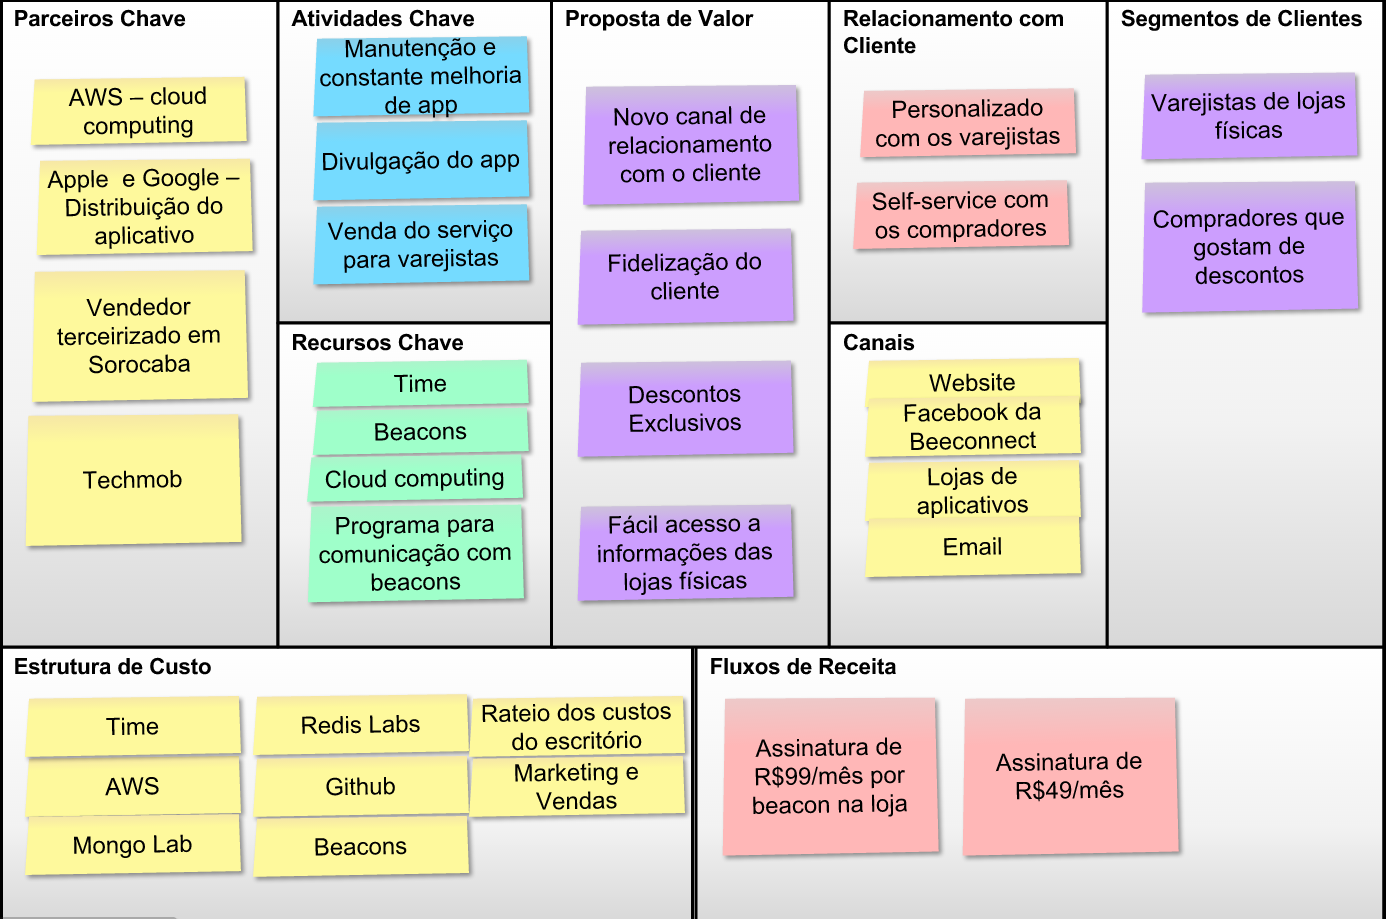 Parceiros Chave
AWS – cloud
computing
Apple e Google –
Distribuição do
aplicativo
Vendedor
terceirizado em
Sorocaba
Techmob
Atividades Chave
Manutenção e
constante melhoria
de app
Divulgação do app
Venda do serviço
para varejistas
Recursos Chave
Time
Beacons
Cloud computing
Programa para
comunicação com
beacons
Proposta de Valor
Novo canal de
relacionamento
com o cliente
Fidelização do
cliente
Descontos
Exclusivos
Fácil acesso a
informações das
lojas físicas
Relacionamento com
Cliente
Personalizado
com os varejistas
Self-service com
os compradores
Canais
Website
Facebook da
Beeconnect
Lojas de
aplicativos
Email
Segmentos de Clientes
Varejistas de lojas
físicas
Compradores que
gostam de
descontos
Estrutura de Custo
Time
AWS
Mongo Lab
Redis Labs
Github
Beacons
Rateio dos custos
do escritório
Marketing e
Vendas
Fluxos de Receita
Assinatura de
R$99/mês por
beacon na loja
Assinatura de
R$49/mês